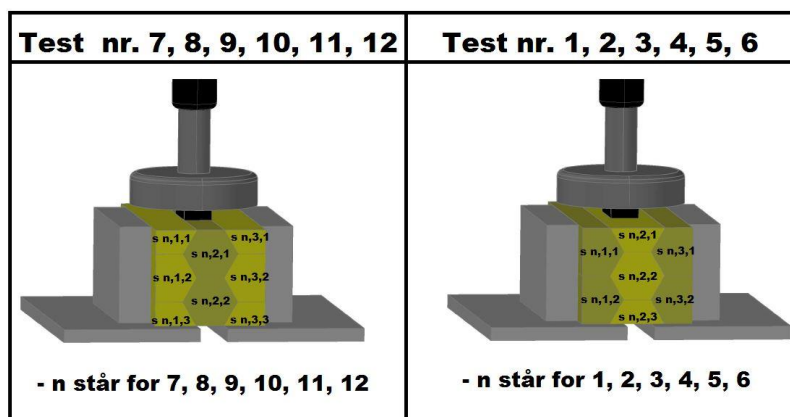 Test nr. 7, 8, 9, 10, 11, 12
Test nr. 1, 2, 3, 4, 5, 6
s n,1,1
s n,3,1
s n,2,1
s n,1,2
s n,3,2
s n,2,2
s n,1,3
s n,3,3
- n står for 7, 8, 9, 10, 11, 12
s n,2,1
s n,1,1
s n,3,1
s n,2,2
s n,1,2
s n,3,2
s n,2,3
- n står for 1, 2, 3, 4, 5, 6